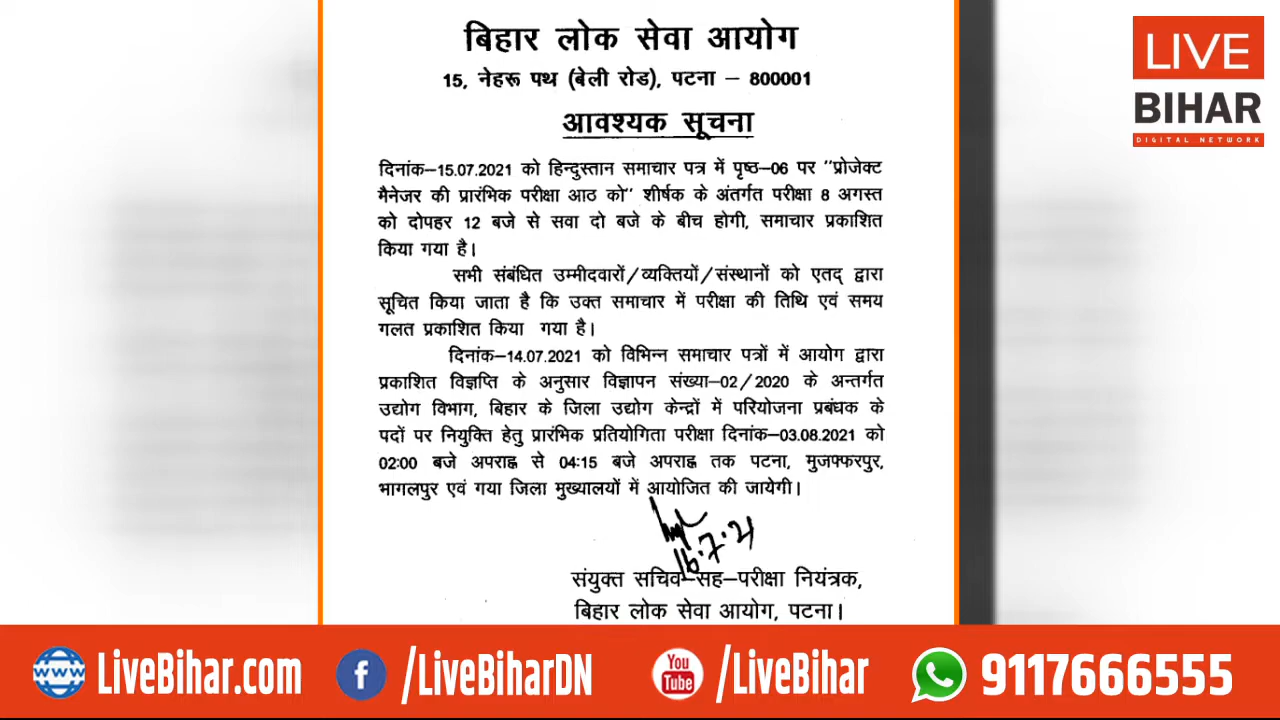 बिहार लोक सेवा आयोग
15, नेहरू पथ (बेली रोड), पटना – 800001
आवश्यक सूचना
दिनांक–15.07.2021 को हिन्दुस्तान समाचार पत्र में पृष्ठ–06 पर "प्रोजेक्ट
मैनेजर की प्रारंभिक परीक्षा आठ को" शीर्षक के अंतर्गत परीक्षा 8 अगस्त
को दोपहर 12 बजे से सवा दो बजे के बीच होगी, समाचार प्रकाशित
किया गया है।
सभी संबंधित उम्मीदवारों/व्यक्तियों/संस्थानों को एतद् द्वारा
सूचित किया जाता है कि उक्त समाचार में परीक्षा की तिथि एवं समय
गलत प्रकाशित किया गया है।
दिनांक–14.07.2021 को विभिन्न समाचार पत्रों में आयोग द्वारा
प्रकाशित विज्ञप्ति के अनुसार विज्ञापन संख्या–02/2020 के अन्तर्गत
उद्योग विभाग, बिहार के जिला उद्योग केन्द्रों में परियोजना प्रबंधक के
पदों पर नियुक्ति हेतु प्रारंभिक प्रतियोगिता परीक्षा दिनांक–03.08.2021 को
02:00 बजे अपराह्न से 04:15 बजे अपराह्न तक पटना, मुजफ्फरपुर,
भागलपुर एवं गया जिला मुख्यालयों में आयोजित की जायेगी।
16.7.21
संयुक्त सचिव–सह–परीक्षा नियंत्रक,
बिहार लोक सेवा आयोग, पटना।
LIVE
BIHAR
DIGITAL NETWORK
www LiveBihar.com
f /LiveBiharDN
You Tube /LiveBihar
9117666555